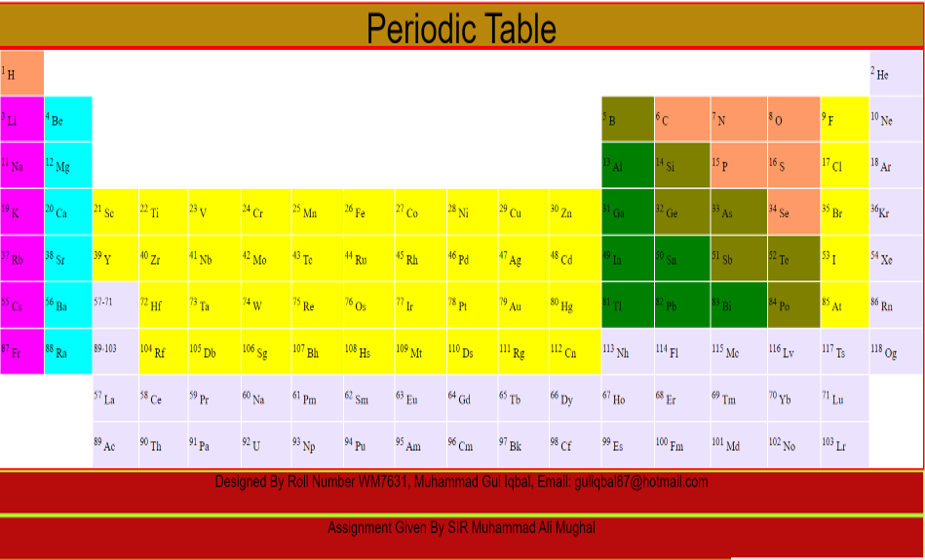 Periodic Table
1 H 2 He
3 Li 4 Be 5 B 6 C 7 N 8 O 9 F 10 Ne
11 Na 12 Mg 13 Al 14 Si 15 P 16 S 17 Cl 18 Ar
19 K 20 Ca 21 Sc 22 Ti 23 V 24 Cr 25 Mn 26 Fe 27 Co 28 Ni 29 Cu 30 Zn 31 Ga 32 Ge 33 As 34 Se 35 Br 36 Kr
37 Rb 38 Sr 39 Y 40 Zr 41 Nb 42 Mo 43 Tc 44 Ru 45 Rh 46 Pd 47 Ag 48 Cd 49 In 50 Sn 51 Sb 52 Te 53 I 54 Xe
55 Cs 56 Ba 57-71 72 Hf 73 Ta 74 W 75 Re 76 Os 77 Ir 78 Pt 79 Au 80 Hg 81 Tl 82 Pb 83 Bi 84 Po 85 At 86 Rn
87 Fr 88 Ra 89-103 104 Rf 105 Db 106 Sg 107 Bh 108 Hs 109 Mt 110 Ds 111 Rg 112 Cn 113 Nh 114 Fl 115 Mc 116 Lv 117 Ts 118 Og
57 La 58 Ce 59 Pr 60 Na 61 Pm 62 Sm 63 Eu 64 Gd 65 Tb 66 Dy 67 Ho 68 Er 69 Tm 70 Yb 71 Lu
89 Ac 90 Th 91 Pa 92 U 93 Np 94 Pu 95 Am 96 Cm 97 Bk 98 Cf 99 Es 100 Fm 101 Md 102 No 103 Lr
Designed By Roll Number WM7631, Muhammad Gul Iqbal, Email: guliqbal87@hotmail.com
Assignment Given By SIR Muhammad Ali Mughal